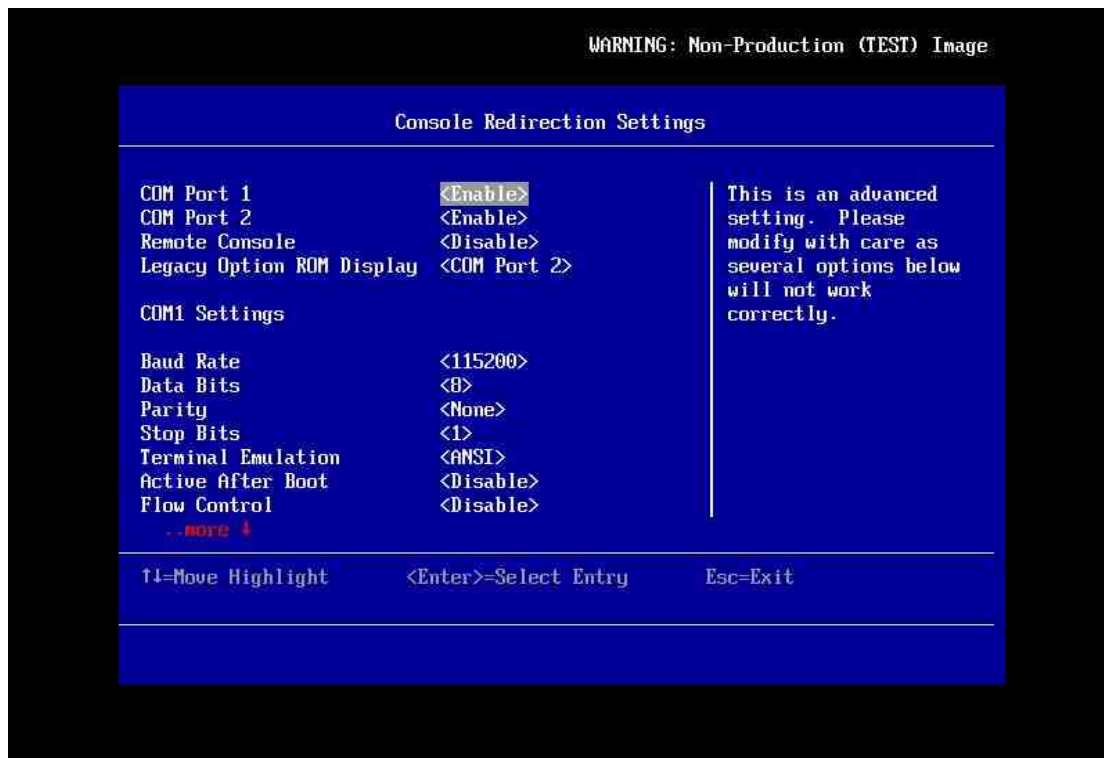 WARNING: Non-Production (TEST) Image
Console Redirection Settings
COM Port 1 <Enable>
COM Port 2 <Enable>
Remote Console <Disable>
Legacy Option ROM Display <COM Port 2>
COM1 Settings
Baud Rate <115200>
Data Bits <8>
Parity <None>
Stop Bits <1>
Terminal Emulation <ANSI>
Active After Boot <Disable>
Flow Control <Disable>
..more ↓
This is an advanced
setting. Please
modify with care as
several options below
will not work
correctly.
↑↓=Move Highlight <Enter>=Select Entry Esc=Exit